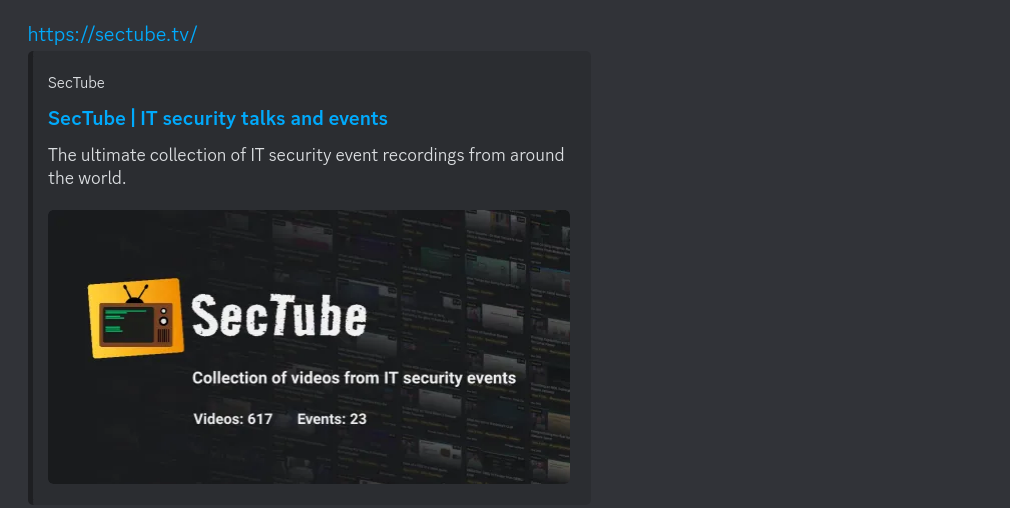 https://sectube.tv/
SecTube
SecTube | IT security talks and events
The ultimate collection of IT security event recordings from around
the world.
SecTube
Collection of videos from IT security events
Videos: 617 Events: 23